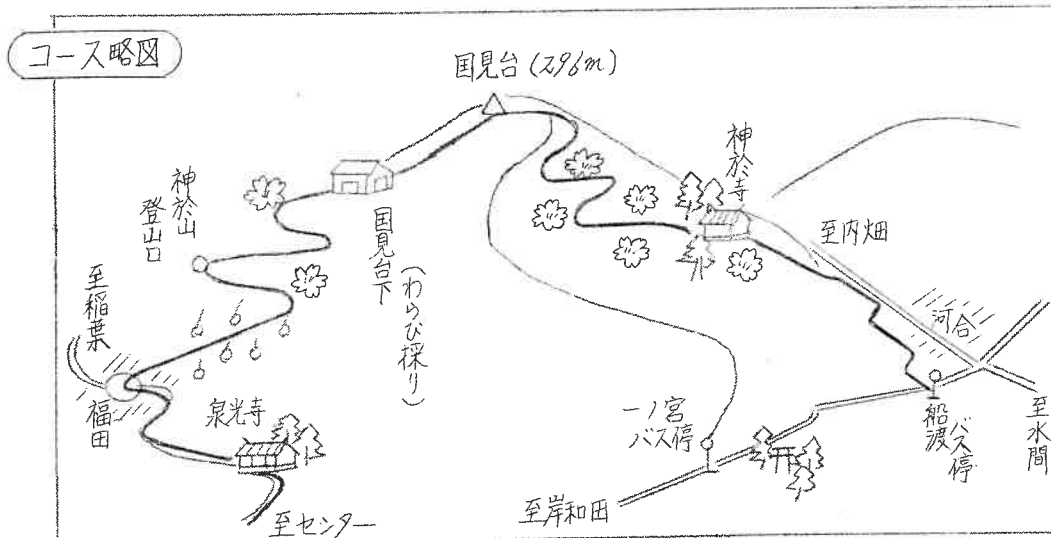 コース略図
国見台(296m)
神於山
登山口
国見台下
(わらび採り)
神於寺
至内畑
河合
至稲葉
福田
泉光寺
至センター
一ノ宮
バス停
至岸和田
船渡
バス停
至水間